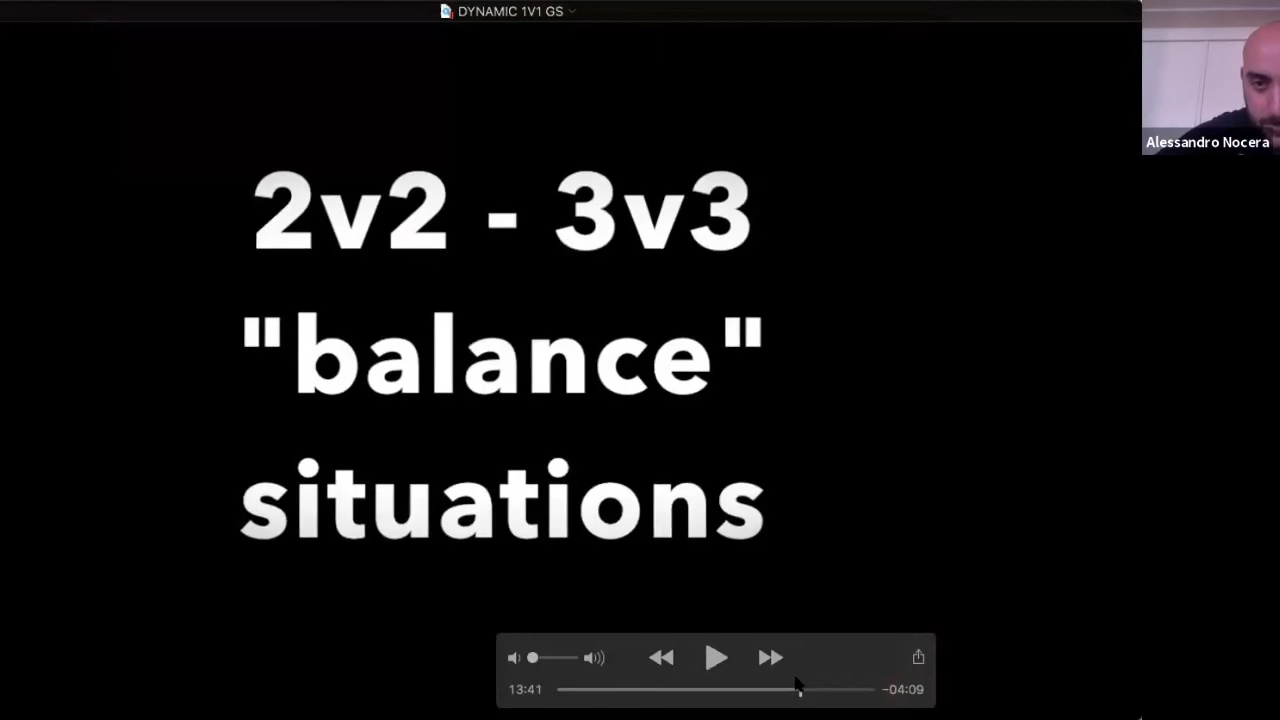 DYNAMIC 1V1 GS
Alessandro Nocera
2v2 - 3v3
"balance"
situations
13:41
-04:09